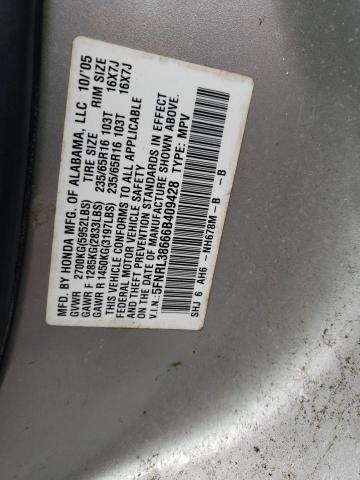 MFD. BY HONDA MFG. OF ALABAMA, LLC 10/'05
TIRE SIZE RIM SIZE
GVWR 2700KG(5952LBS)
GAWR F 1285KG(2833LBS) 235/65R16 103T 16X7J
GAWR R 1450KG(3197LBS) 235/65R16 103T 16X7J
THIS VEHICLE CONFORMS TO ALL APPLICABLE
FEDERAL MOTOR VEHICLE SAFETY, BUMPER,
AND THEFT PREVENTION STANDARDS IN EFFECT
ON THE DATE OF MANUFACTURE SHOWN ABOVE.
V.I.N.: 5FNRL38666B409428 TYPE: MPV
SHJ 6 AH6 - NH678M - B - B